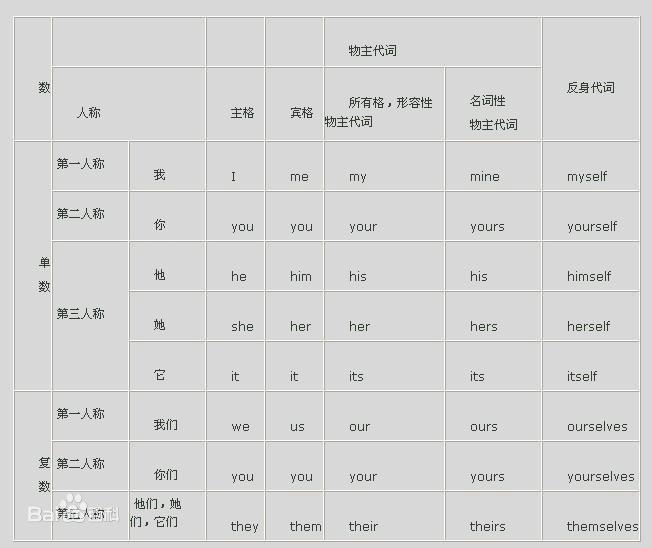 物主代词
数 人称 主格 宾格 所有格，形容性 名词性 反身代词
物主代词 物主代词
单数 第一人称 我 I me my mine myself
第二人称 你 you you your yours yourself
第三人称 他 he him his his himself
她 she her her hers herself
它 it it its its itself
复数 第一人称 我们 we us our ours ourselves
第二人称 你们 you you your yours yourselves
第三人称 他们，她
们，它们 they them their theirs themselves
Bai 百科